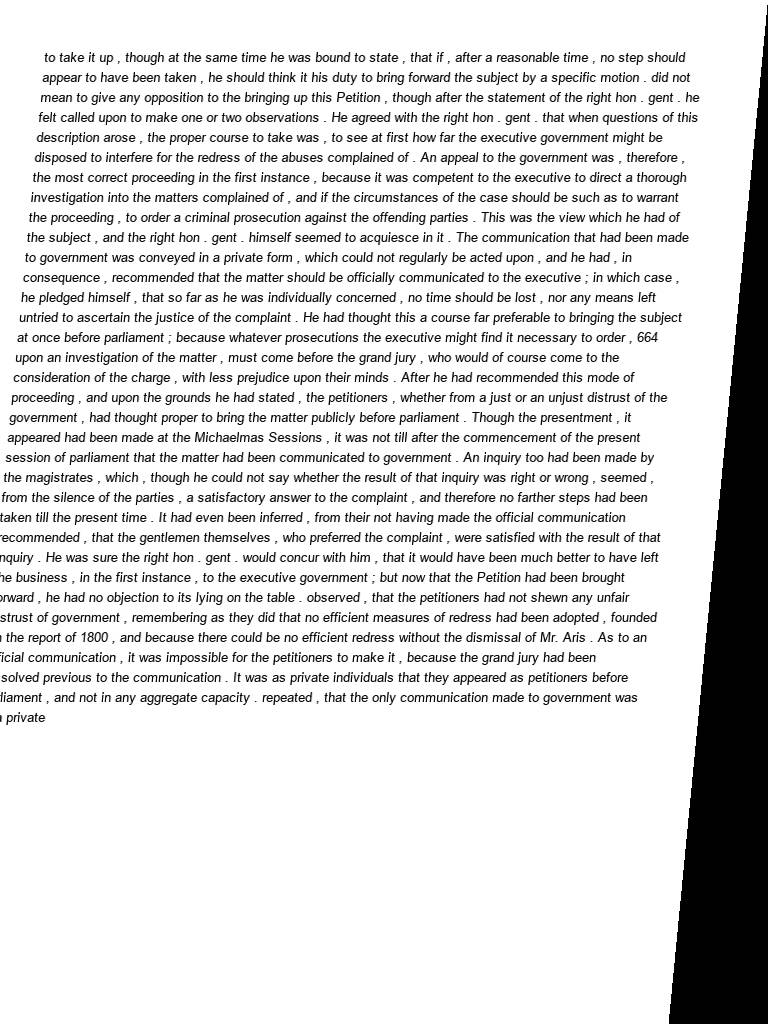 to take it up , though at the same time he was bound to state , that if , after a reasonable time , no step should
appear to have been taken , he should think it his duty to bring forward the subject by a specific motion . did not
mean to give any opposition to the bringing up this Petition , though after the statement of the right hon . gent . he
felt called upon to make one or two observations . He agreed with the right hon . gent . that when questions of this
description arose , the proper course to take was , to see at first how far the executive government might be
disposed to interfere for the redress of the abuses complained of . An appeal to the government was , therefore ,
the most correct proceeding in the first instance , because it was competent to the executive to direct a thorough
investigation into the matters complained of , and if the circumstances of the case should be such as to warrant
the proceeding , to order a criminal prosecution against the offending parties . This was the view which he had of
the subject , and the right hon . gent . himself seemed to acquiesce in it . The communication that had been made
to government was conveyed in a private form , which could not regularly be acted upon , and he had , in
consequence , recommended that the matter should be officially communicated to the executive ; in which case ,
he pledged himself , that so far as he was individually concerned , no time should be lost , nor any means left
untried to ascertain the justice of the complaint . He had thought this a course far preferable to bringing the subject
at once before parliament ; because whatever prosecutions the executive might find it necessary to order , 664
upon an investigation of the matter , must come before the grand jury , who would of course come to the
consideration of the charge , with less prejudice upon their minds . After he had recommended this mode of
proceeding , and upon the grounds he had stated , the petitioners , whether from a just or an unjust distrust of the
government , had thought proper to bring the matter publicly before parliament . Though the presentment , it
appeared had been made at the Michaelmas Sessions , it was not till after the commencement of the present
session of parliament that the matter had been communicated to government . An inquiry too had been made by
the magistrates , which , though he could not say whether the result of that inquiry was right or wrong , seemed ,
from the silence of the parties , a satisfactory answer to the complaint , and therefore no farther steps had been
taken till the present time . It had even been inferred , from their not having made the official communication
recommended , that the gentlemen themselves , who preferred the complaint , were satisfied with the result of that
nquiry . He was sure the right hon . gent . would concur with him , that it would have been much better to have left
he business , in the first instance , to the executive government ; but now that the Petition had been brought
orward , he had no objection to its lying on the table . observed , that the petitioners had not shewn any unfair
strust of government , remembering as they did that no efficient measures of redress had been adopted , founded
the report of 1800 , and because there could be no efficient redress without the dismissal of Mr. Aris . As to an
ficial communication , it was impossible for the petitioners to make it , because the grand jury had been
solved previous to the communication . It was as private individuals that they appeared as petitioners before
liament , and not in any aggregate capacity . repeated , that the only communication made to government was
a private